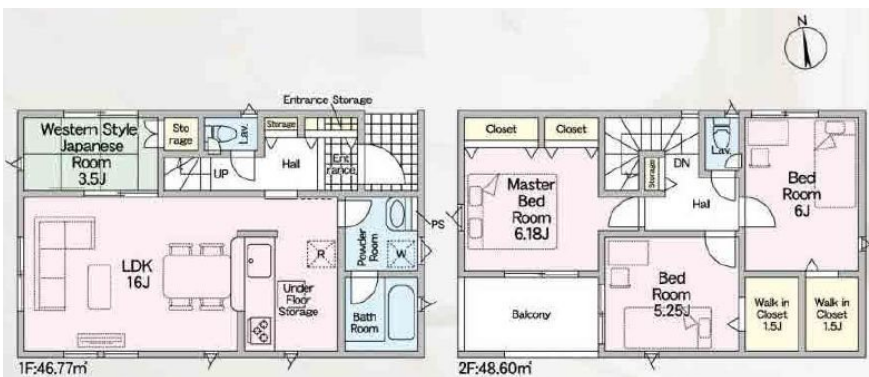 N
Entrance Storage
Western Style
Japanese
Room
3.5J
Sto
rage
Lav.
Storage
UP
Hall
Ent
rance
LDK
16J
R
Under
Floor
Storage
Powder
Room
PS
W
Bath
Room
1F:46.77㎡
Closet
Closet
DN
Lav.
Storage
Master
Bed
Room
6.18J
Hall
Bed
Room
6J
Balcony
Bed
Room
5.25J
Walk in
Closet
1.5J
Walk in
Closet
1.5J
2F:48.60㎡